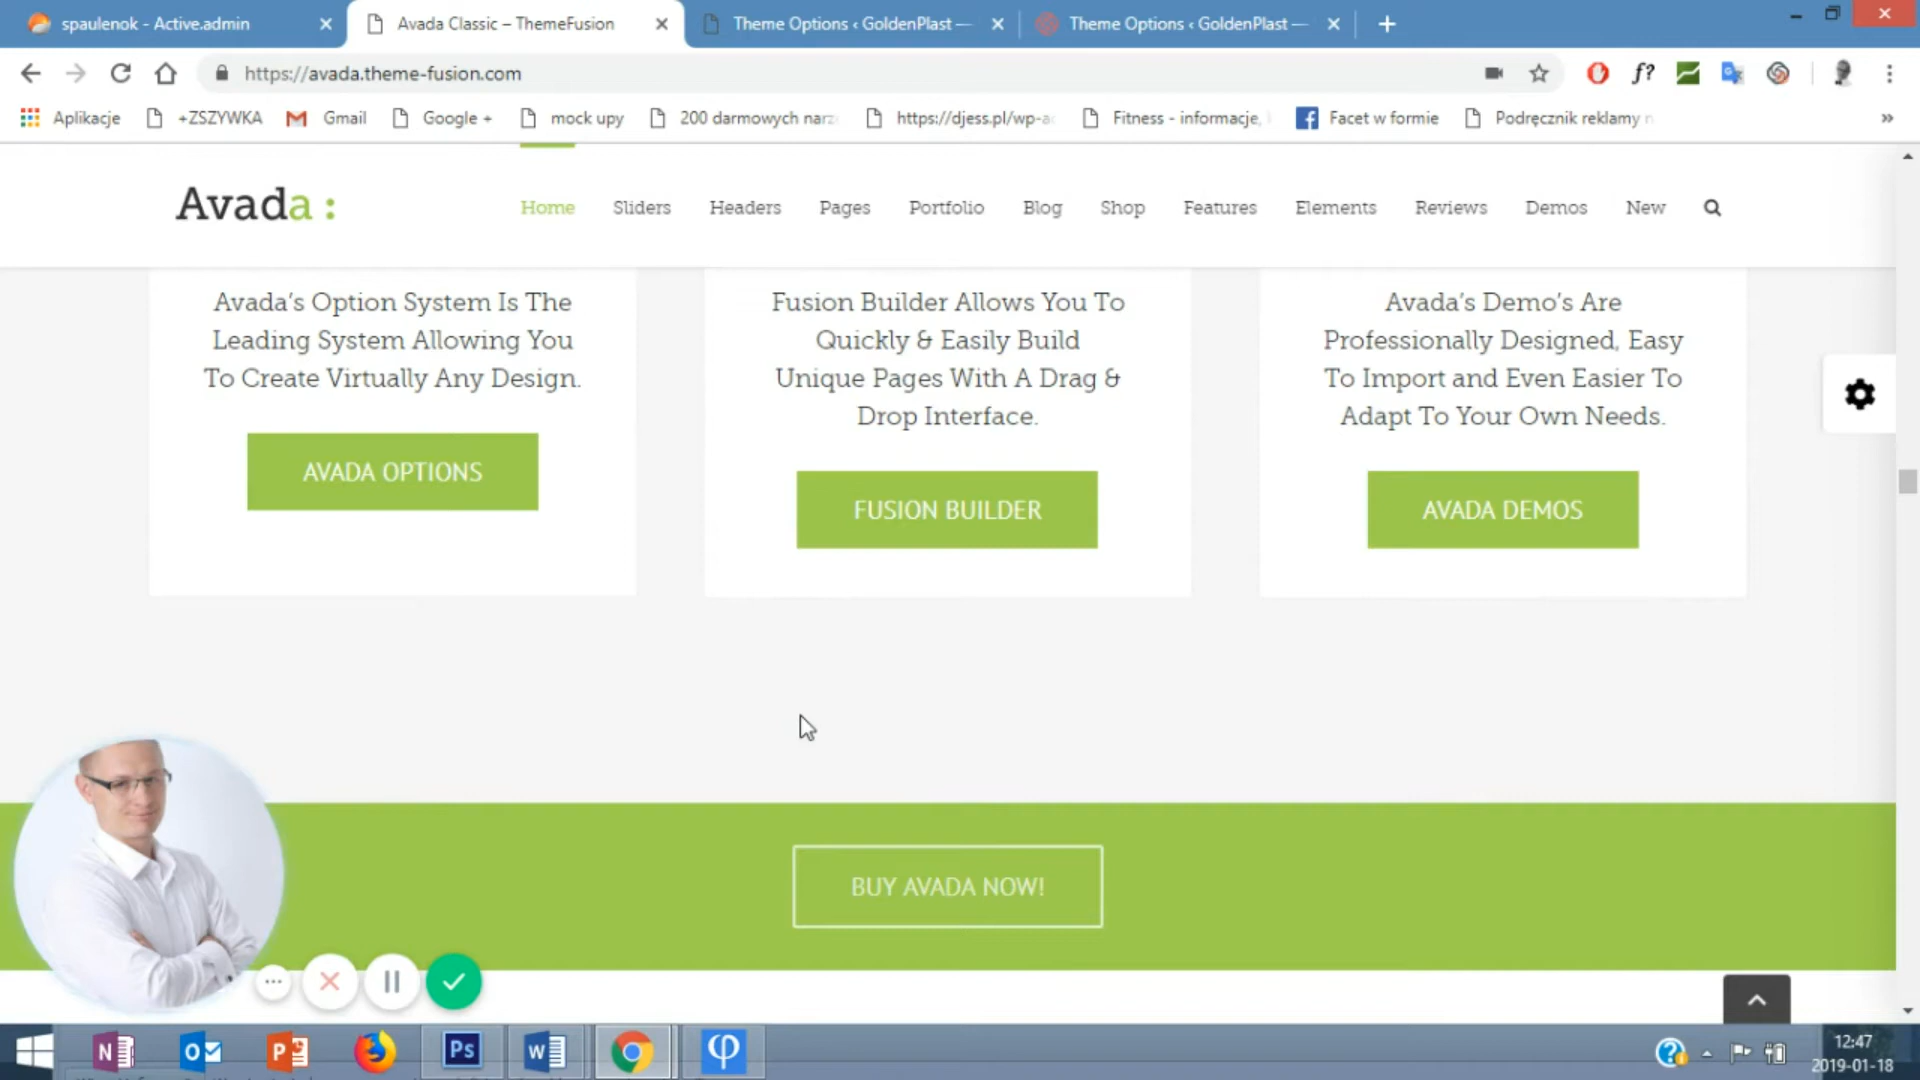 spaulenok - Active.admin
Avada Classic – ThemeFusion
Theme Options ‹ GoldenPlast —
Theme Options ‹ GoldenPlast —
https://avada.theme-fusion.com
f?
Aplikacje
+ZSZYWKA
Gmail
Google +
mock upy
200 darmowych narz
https://djess.pl/wp-a
Fitness - informacje,
Facet w formie
Podręcznik reklamy
»
Avada :
Home
Sliders
Headers
Pages
Portfolio
Blog
Shop
Features
Elements
Reviews
Demos
New
Avada's Option System Is The
Leading System Allowing You
To Create Virtually Any Design.
AVADA OPTIONS
Fusion Builder Allows You To
Quickly & Easily Build
Unique Pages With A Drag &
Drop Interface.
FUSION BUILDER
Avada's Demo's Are
Professionally Designed, Easy
To Import and Even Easier To
Adapt To Your Own Needs.
AVADA DEMOS
BUY AVADA NOW!
12:47
2019-01-18